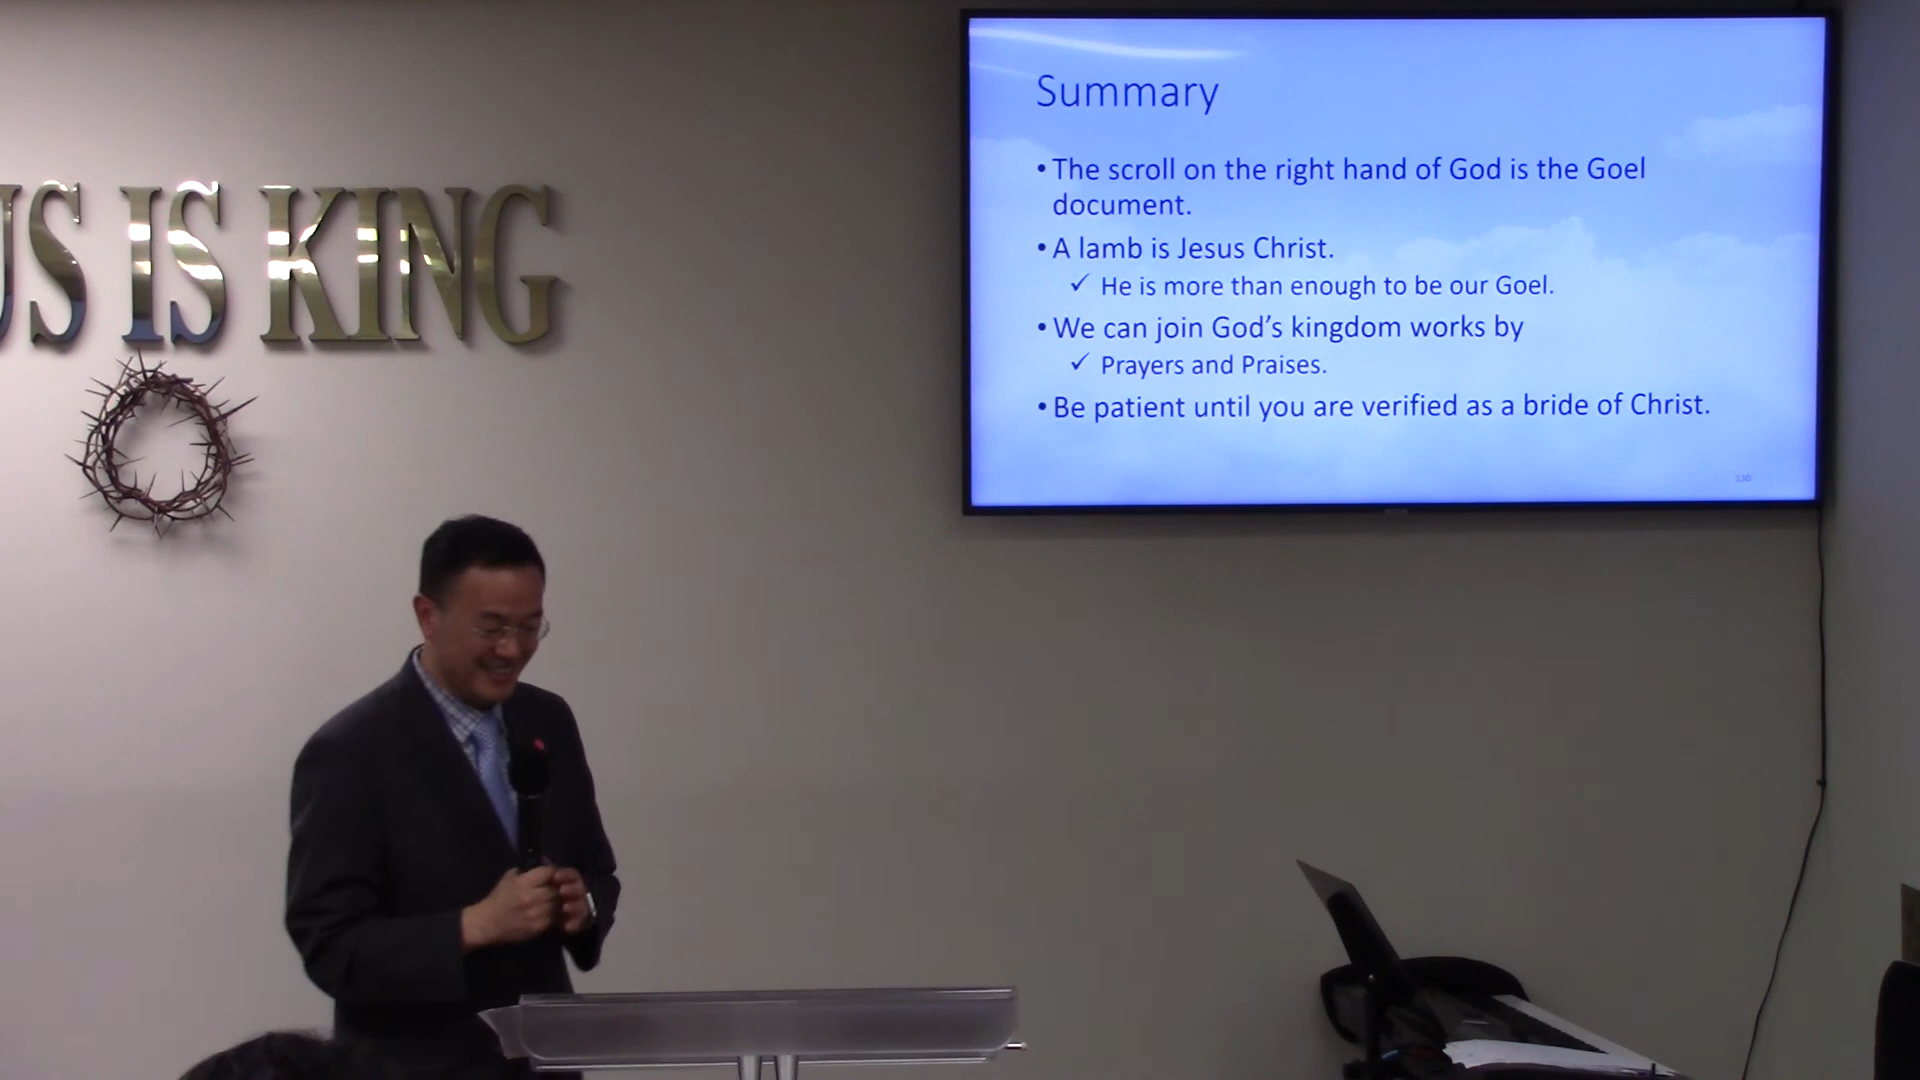 US IS KING
Summary
• The scroll on the right hand of God is the Goel
document.
• A lamb is Jesus Christ.
✓ He is more than enough to be our Goel.
• We can join God’s kingdom works by
✓ Prayers and Praises.
• Be patient until you are verified as a bride of Christ.
130